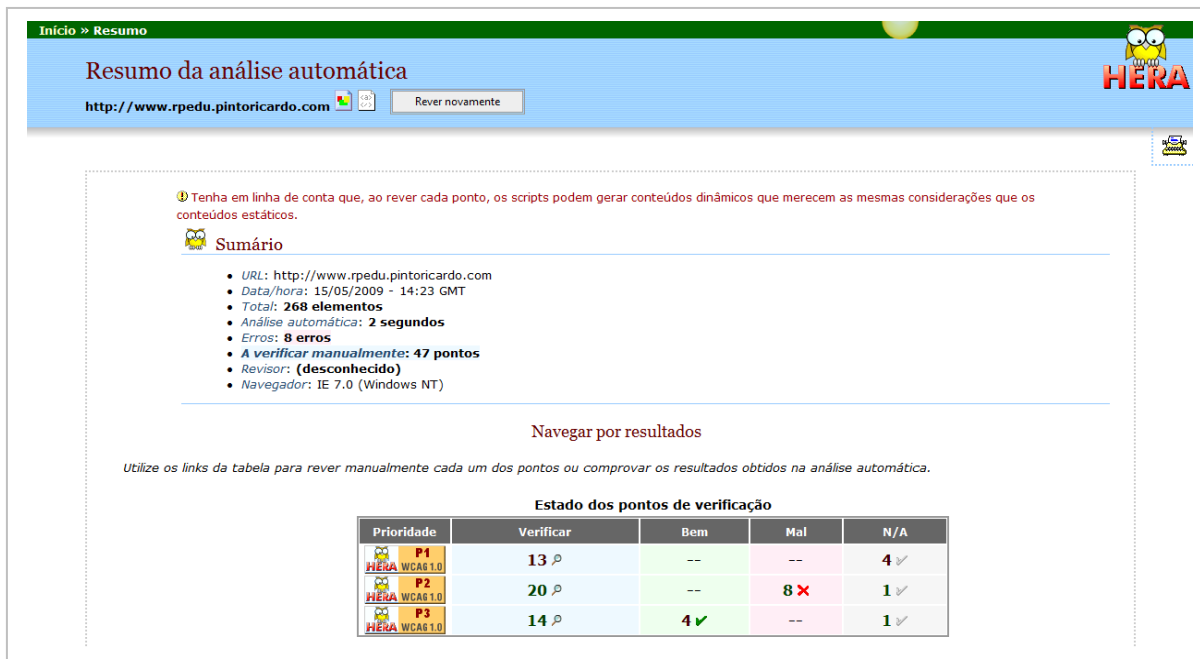 Início » Resumo
HERA
Resumo da análise automática
http://www.rpedu.pintoricardo.com
Rever novamente
Tenha em linha de conta que, ao rever cada ponto, os scripts podem gerar conteúdos dinâmicos que merecem as mesmas considerações que os
conteúdos estáticos.
Sumário
• URL: http://www.rpedu.pintoricardo.com
• Data/hora: 15/05/2009 - 14:23 GMT
• Total: 268 elementos
• Análise automática: 2 segundos
• Erros: 8 erros
• A verificar manualmente: 47 pontos
• Revisor: (desconhecido)
• Navegador: IE 7.0 (Windows NT)
Navegar por resultados
Utilize os links da tabela para rever manualmente cada um dos pontos ou comprovar os resultados obtidos na análise automática.
Estado dos pontos de verificação
Prioridade Verificar Bem Mal N/A
HERA P1 WCAG 1.0 13 -- -- 4
HERA P2 WCAG 1.0 20 -- 8 1
HERA P3 WCAG 1.0 14 4 -- 1